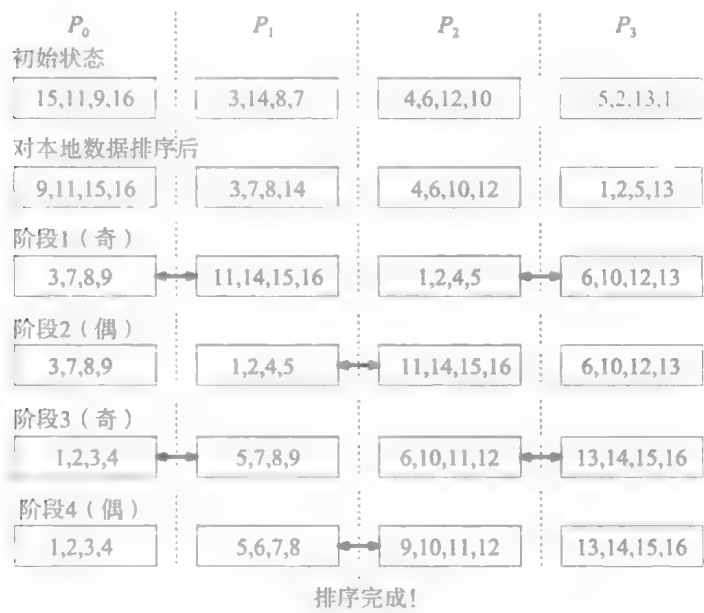 P0 P1 P2 P3
初始状态
15,11,9,16 3,14,8,7 4,6,12,10 5,2,13,1
对本地数据排序后
9,11,15,16 3,7,8,14 4,6,10,12 1,2,5,13
阶段1（奇）
3,7,8,9 11,14,15,16 1,2,4,5 6,10,12,13
阶段2（偶）
3,7,8,9 1,2,4,5 11,14,15,16 6,10,12,13
阶段3（奇）
1,2,3,4 5,7,8,9 6,10,11,12 13,14,15,16
阶段4（偶）
1,2,3,4 5,6,7,8 9,10,11,12 13,14,15,16
排序完成!